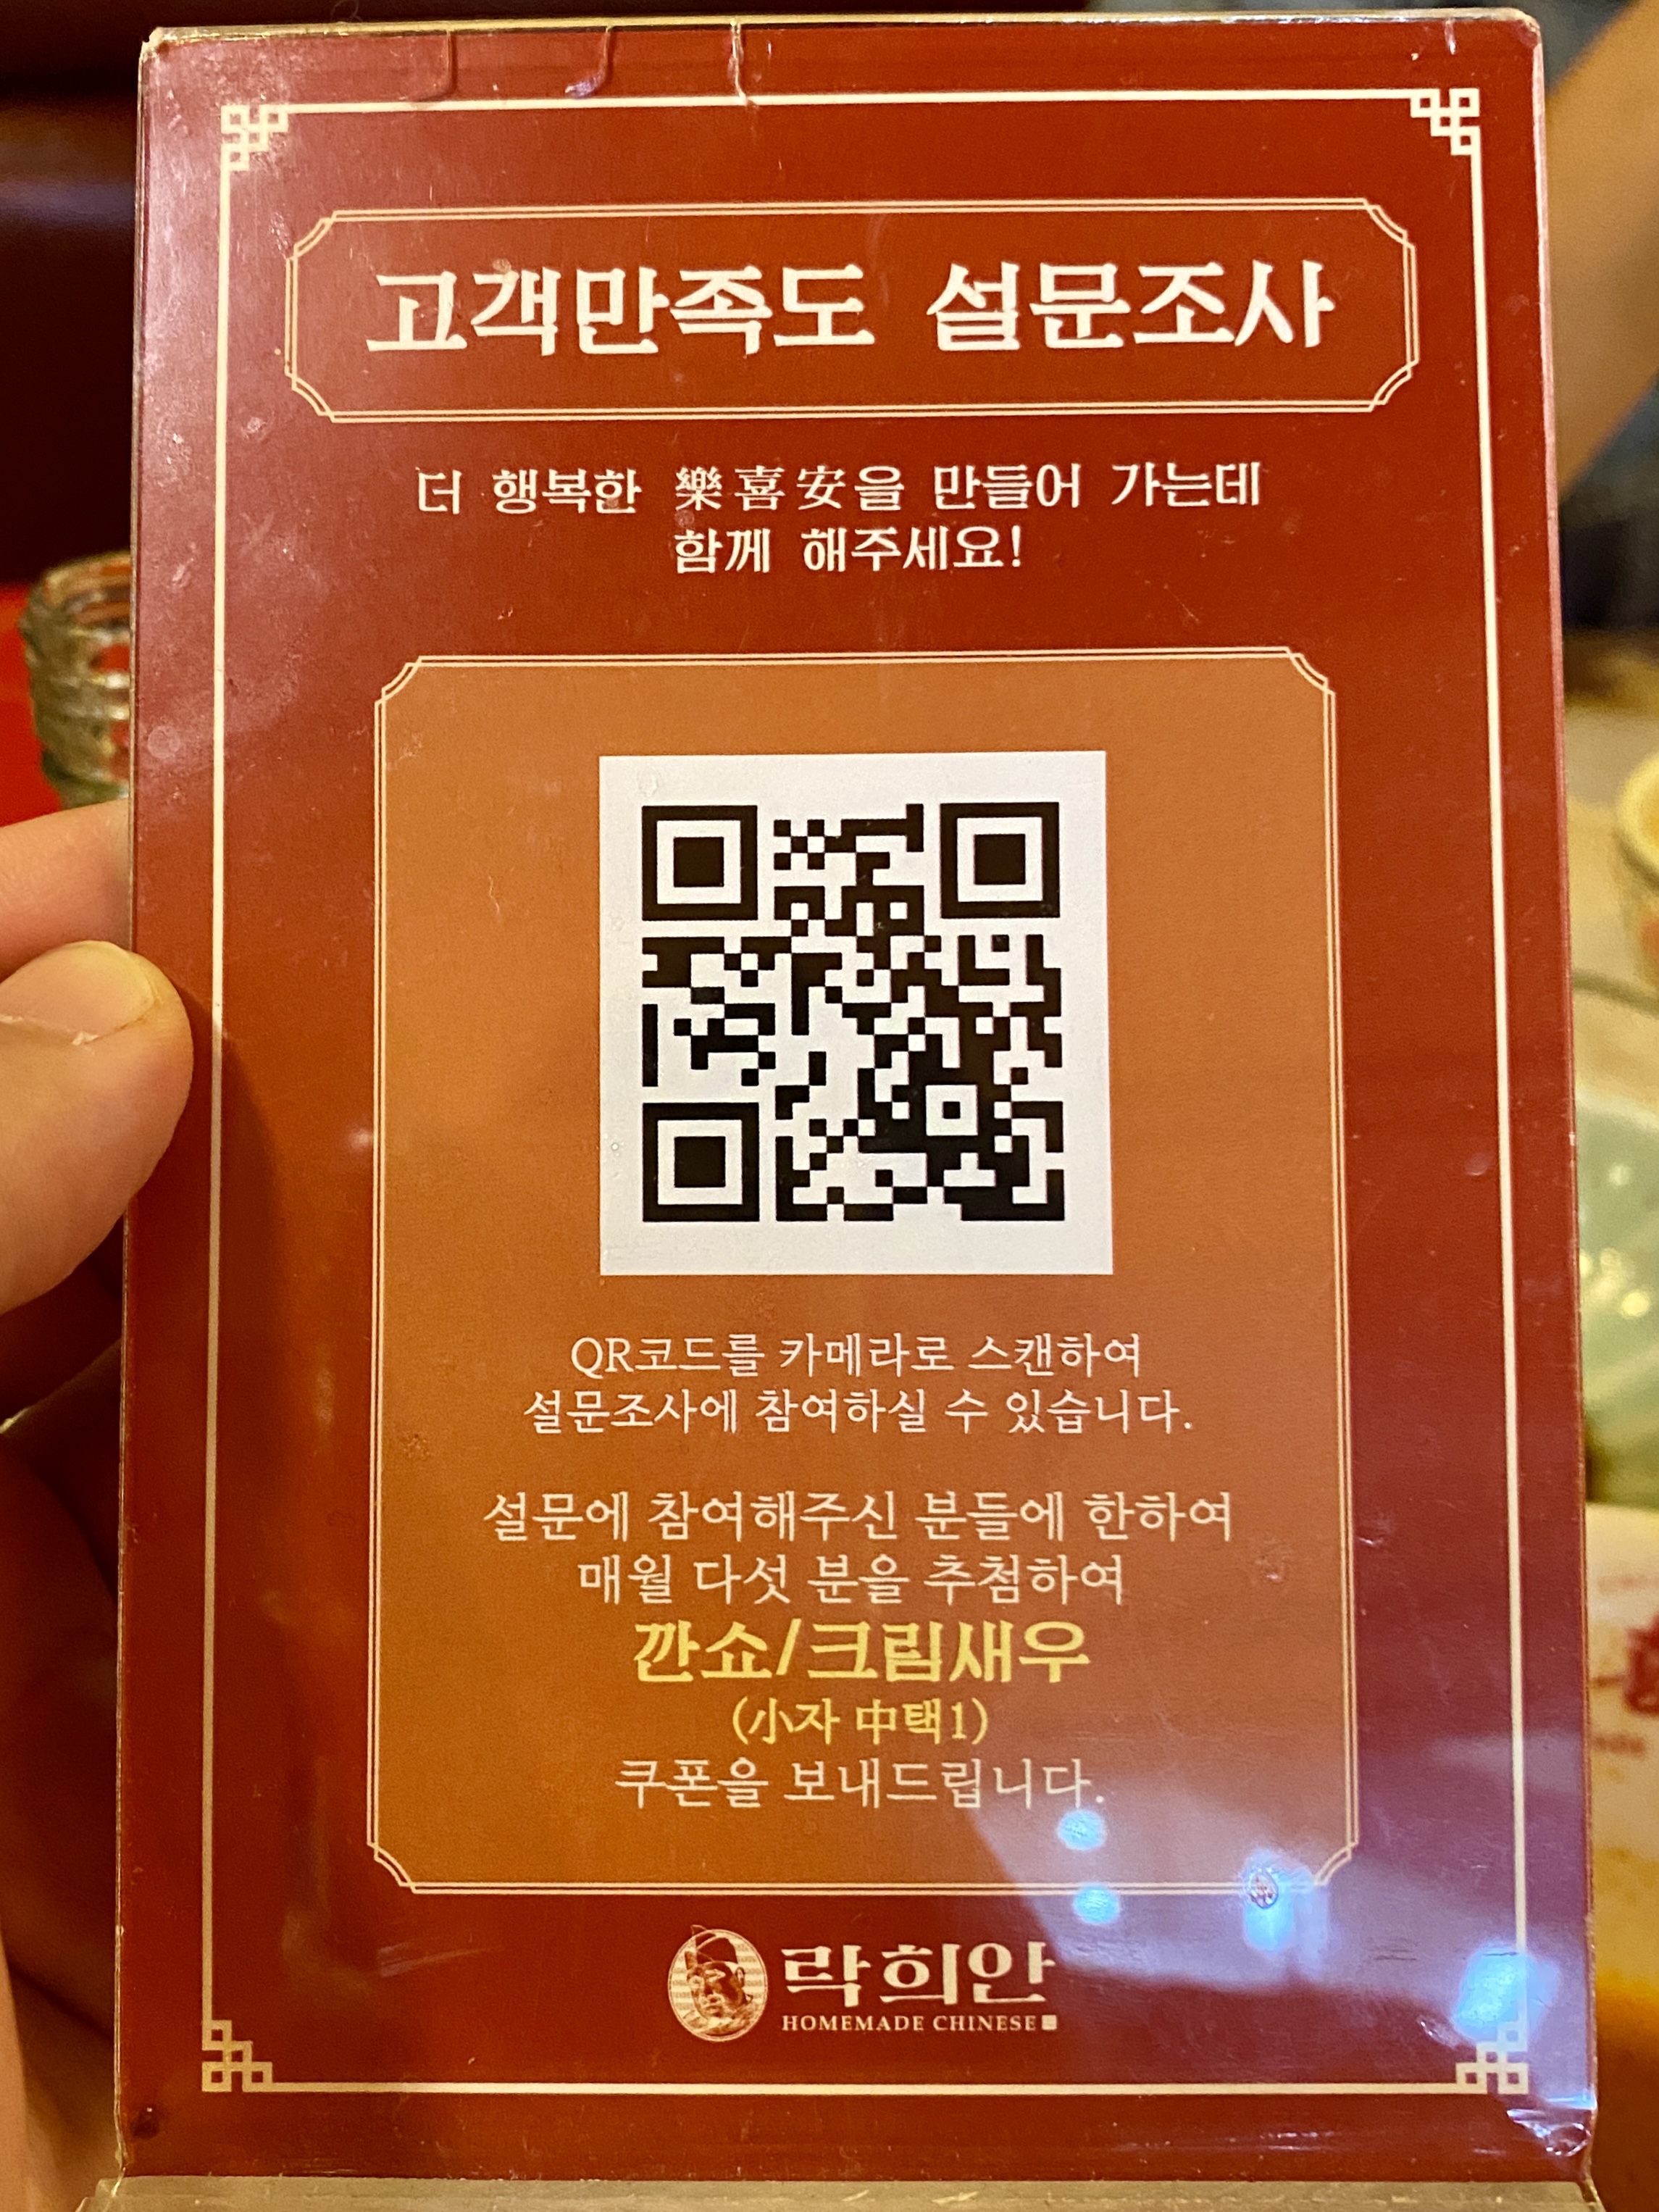 고객만족도 설문조사
더 행복한 樂喜安을 만들어 가는데
함께 해주세요!
QR코드를 카메라로 스캔하여
설문조사에 참여하실 수 있습니다.
설문에 참여해주신 분들에 한하여
매월 다섯 분을 추첨하여
깐쇼/크림새우
(小자 中택1)
쿠폰을 보내드립니다.
락희안
HOMEMADE CHINESE